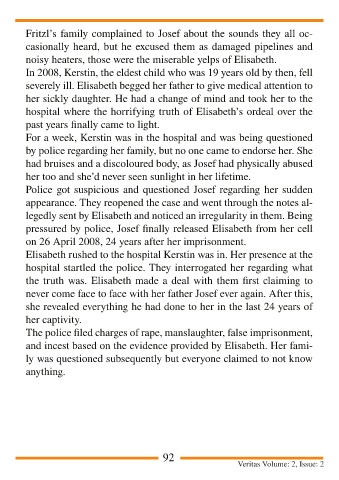 Fritzl's family complained to Josef about the sounds they all oc-
casionally heard, but he excused them as damaged pipelines and
noisy heaters, those were the miserable yelps of Elisabeth.
In 2008, Kerstin, the eldest child who was 19 years old by then, fell
severely ill. Elisabeth begged her father to give medical attention to
her sickly daughter. He had a change of mind and took her to the
hospital where the horrifying truth of Elisabeth's ordeal over the
past years finally came to light.
For a week, Kerstin was in the hospital and was being questioned
by police regarding her family, but no one came to endorse her. She
had bruises and a discoloured body, as Josef had physically abused
her too and she'd never seen sunlight in her lifetime.
Police got suspicious and questioned Josef regarding her sudden
appearance. They reopened the case and went through the notes al-
legedly sent by Elisabeth and noticed an irregularity in them. Being
pressured by police, Josef finally released Elisabeth from her cell
on 26 April 2008, 24 years after her imprisonment.
Elisabeth rushed to the hospital Kerstin was in. Her presence at the
hospital startled the police. They interrogated her regarding what
the truth was. Elisabeth made a deal with them first claiming to
never come face to face with her father Josef ever again. After this,
she revealed everything he had done to her in the last 24 years of
her captivity.
The police filed charges of rape, manslaughter, false imprisonment,
and incest based on the evidence provided by Elisabeth. Her fami-
ly was questioned subsequently but everyone claimed to not know
anything.
92
Veritas Volume: 2, Issue: 2